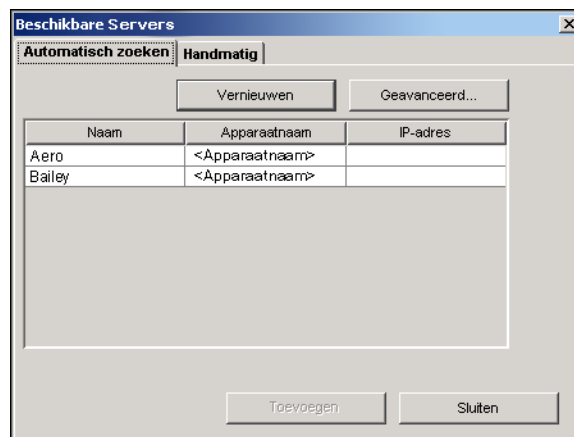 Beschikbare Servers
Automatisch zoeken Handmatig
Vernieuwen Geavanceerd...
Naam Apparaatnaam IP-adres
Aero <Apparaatnaam>
Bailey <Apparaatnaam>
Toevoegen Sluiten